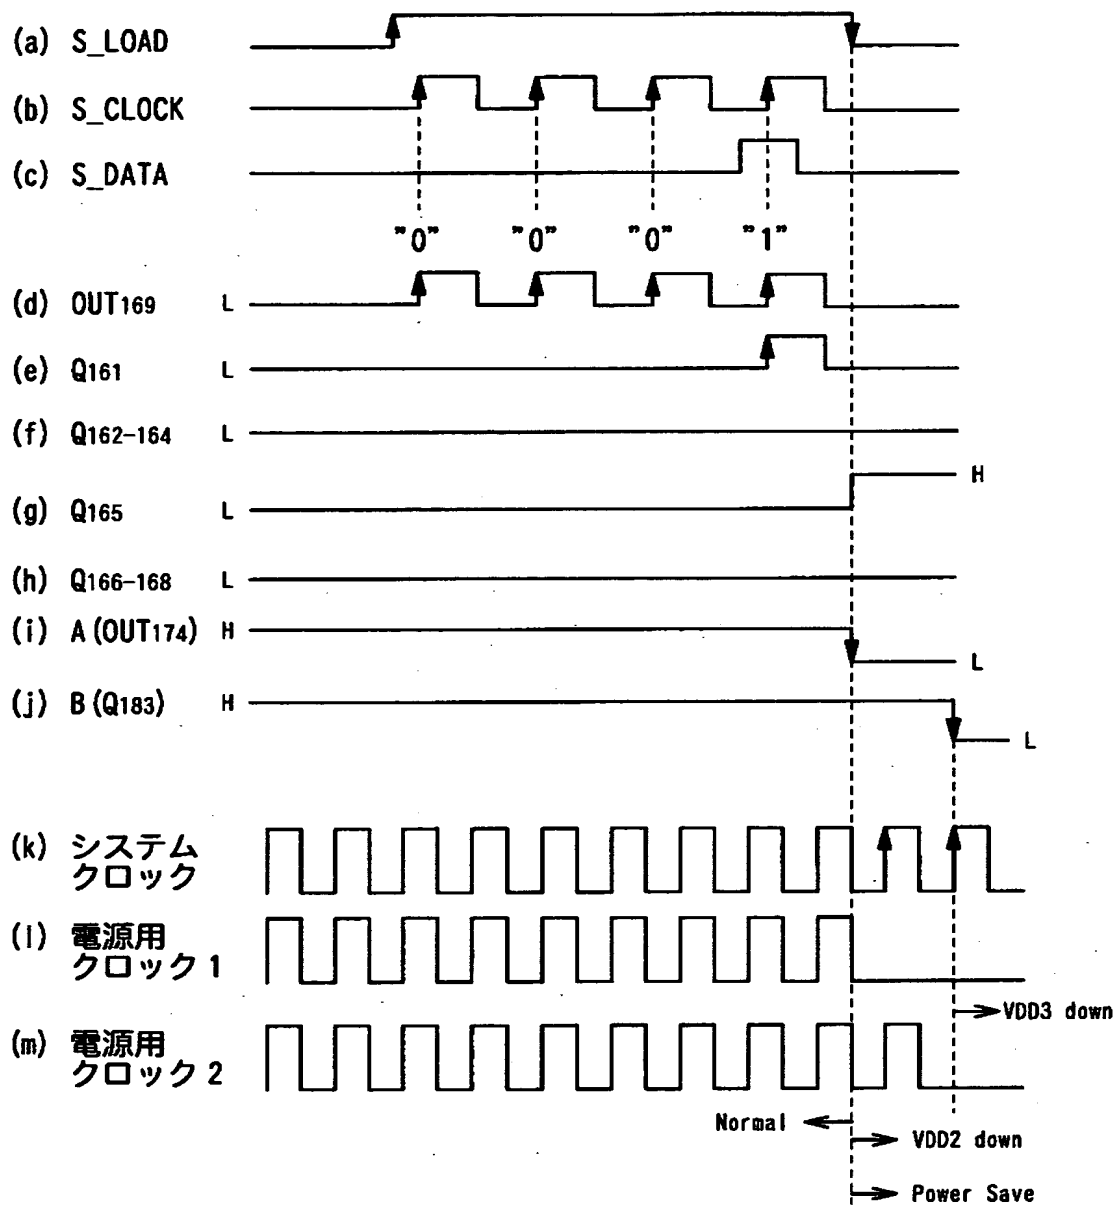 (a) S_LOAD
(b) S_CLOCK
(c) S_DATA
"0" "0" "0" "1"
(d) OUT169 L
(e) Q161 L
(f) Q162-164 L
H
(g) Q165 L
(h) Q166-168 L
(i) A(OUT174) H
L
(j) B(Q183) H
L
(k) システム
クロック
(l) 電源用
クロック1
VDD3 down
(m) 電源用
クロック2
Normal
VDD2 down
Power Save